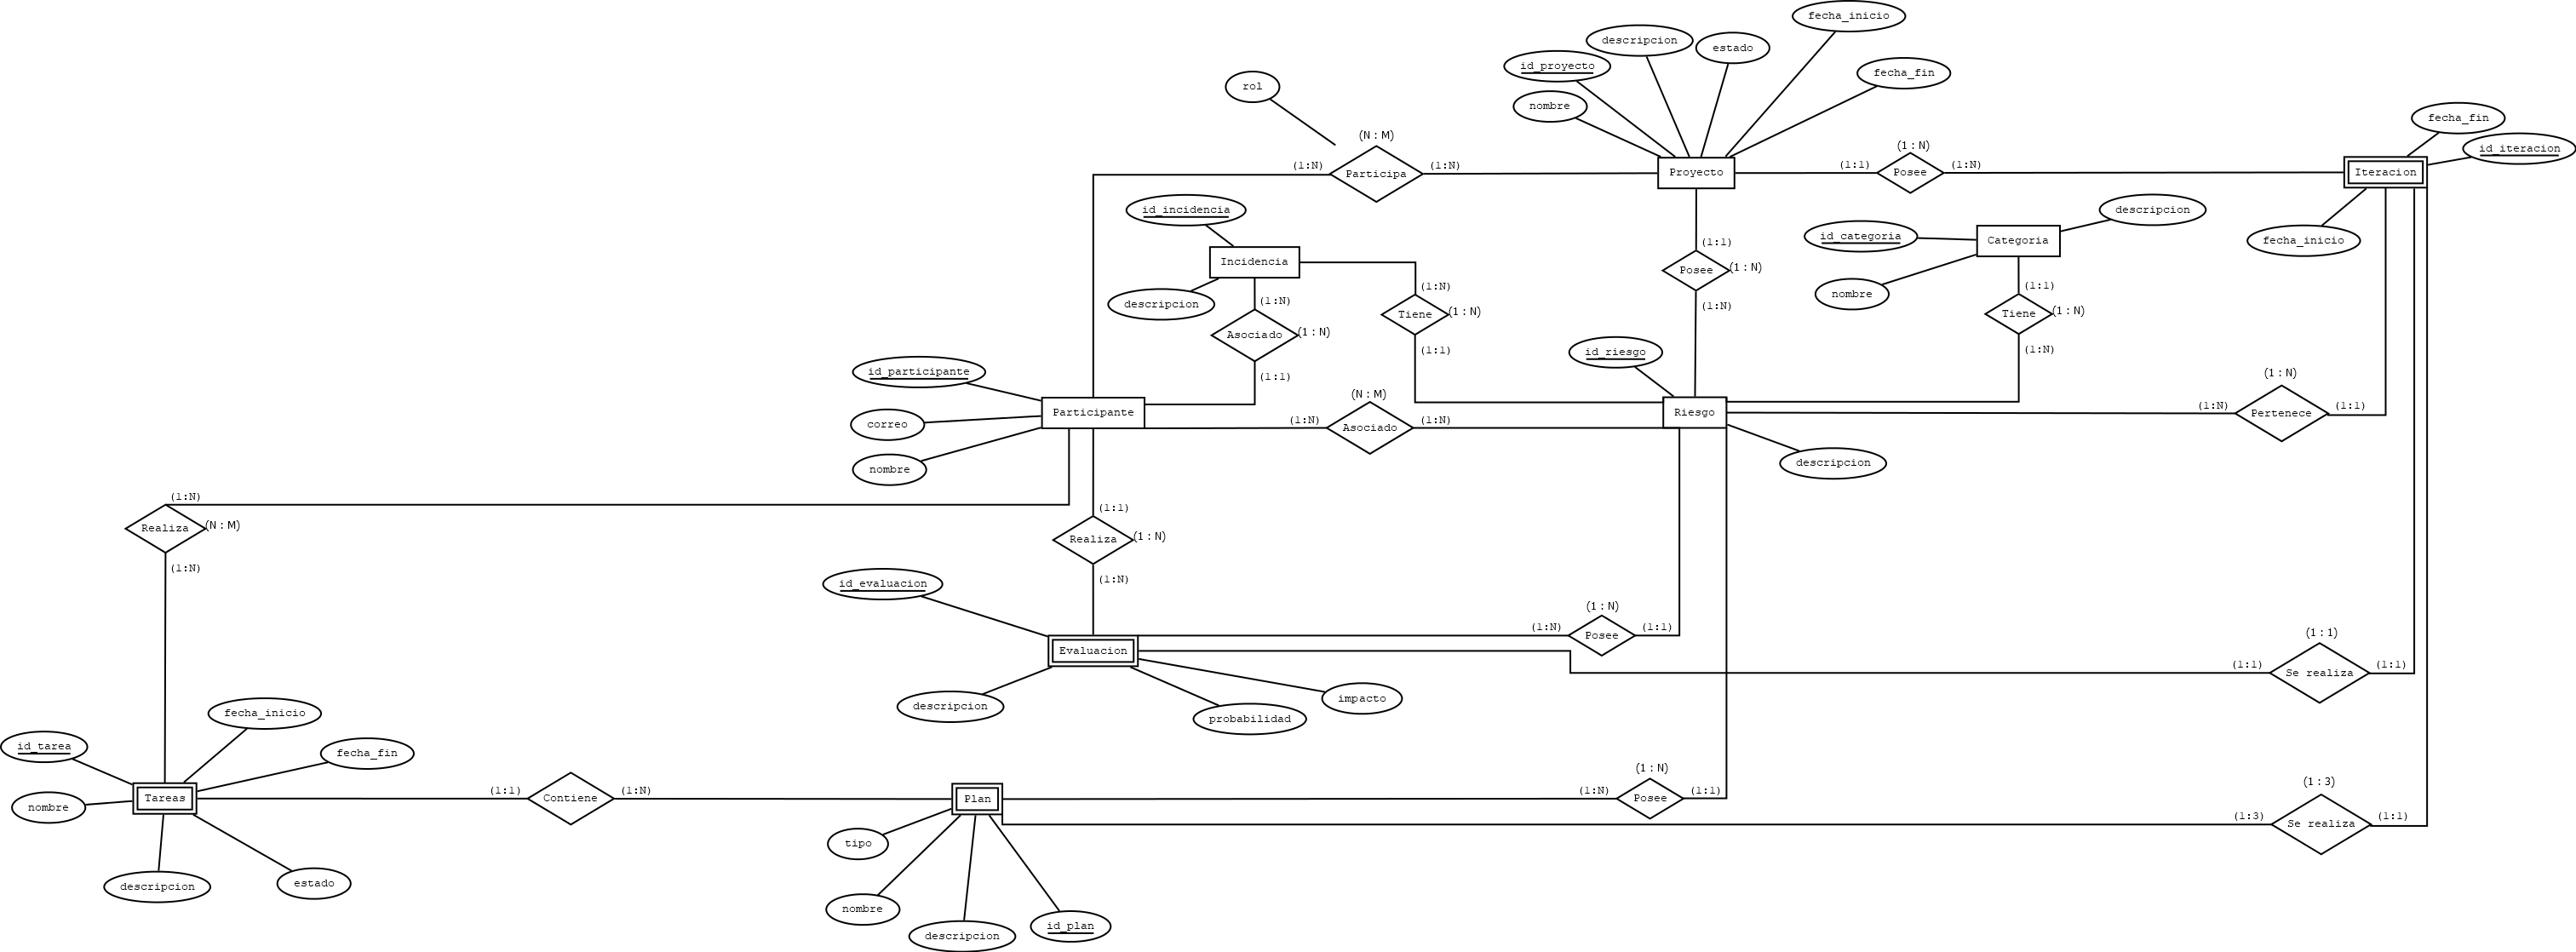 fecha_inicio
descripcion
estado
id_proyecto
fecha_fin
rol
nombre
fecha_fin
(N:M)
(1:N)
id_iteracion
(1:N)
(1:N)
(1:1)
(1:N)
Participa
Proyecto
Posee
Iteracion
id_incidencia
descripcion
id_categoria
Categoria
fecha_inicio
(1:1)
Incidencia
Posee
(1:N)
(1:N)
(1:1)
nombre
descripcion
(1:N)
(1:N)
Tiene
(1:N)
Tiene
(1:N)
Asociado
(1:N)
(1:1)
id_riesgo
(1:N)
id_participante
(1:1)
(1:N)
(N:M)
(1:N)
(1:1)
Participante
Riesgo
Pertenece
correo
(1:N)
(1:N)
Asociado
nombre
descripcion
(1:N)
(1:1)
Realiza
(N:M)
Realiza
(1:N)
(1:N)
(1:N)
id_evaluacion
(1:N)
(1:N)
(1:1)
Posee
(1:1)
Evaluacion
(1:1)
(1:1)
Se realiza
impacto
descripcion
fecha_inicio
probabilidad
id_tarea
fecha_fin
(1:N)
(1:3)
(1:1)
(1:N)
(1:N)
(1:1)
Tareas
Contiene
Plan
Posee
nombre
(1:3)
(1:1)
Se realiza
tipo
descripcion
estado
nombre
id_plan
descripcion